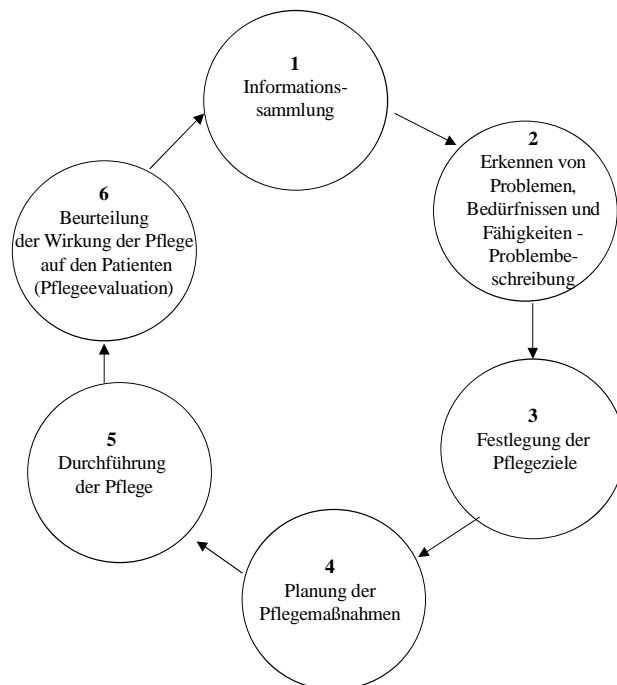 1
Informations-
sammlung
2
Erkennen von
Problemen,
Bedürfnissen und
Fähigkeiten -
Problembe-
schreibung
3
Festlegung der
Pflegeziele
4
Planung der
Pflegemaßnahmen
5
Durchführung
der Pflege
6
Beurteilung
der Wirkung der Pflege
auf den Patienten
(Pflegeevaluation)